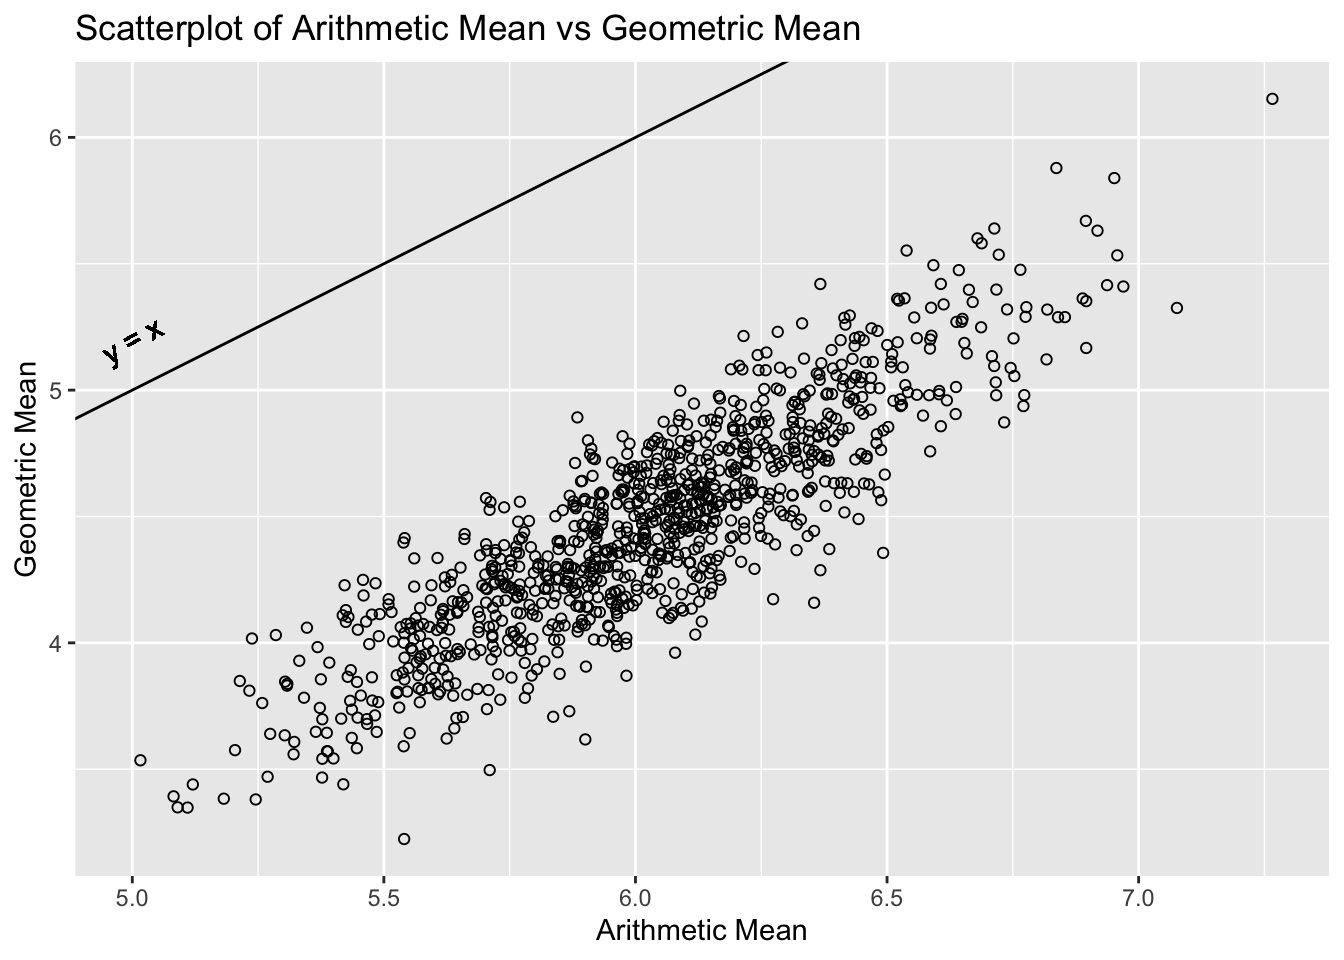 Scatterplot of Arithmetic Mean vs Geometric Mean
6
y = x
5
Geometric Mean
4
5.0 5.5 6.0 6.5 7.0
Arithmetic Mean